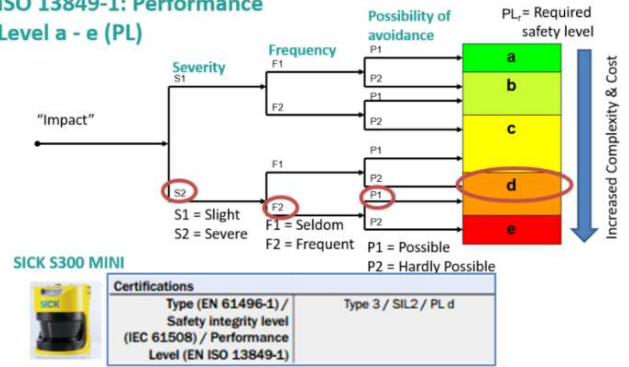 ISO 13849-1: Performance
Level a - e (PL)
Possibility of
avoidance
PLr= Required
safety level
Severity
Frequency
S1
F1
P1
P2
F2
P1
P2
"Impact"
S2
F1
P1
P2
F2
P1
P2
a
b
c
d
e
Increased Complexity & Cost
S1 = Slight
S2 = Severe
F1 = Seldom
F2 = Frequent
P1 = Possible
P2 = Hardly Possible
SICK S300 MINI
SICK
Certifications
Type (EN 61496-1) /
Safety integrity level
(IEC 61508) / Performance
Level (EN ISO 13849-1)
Type 3 / SIL2 / PL d